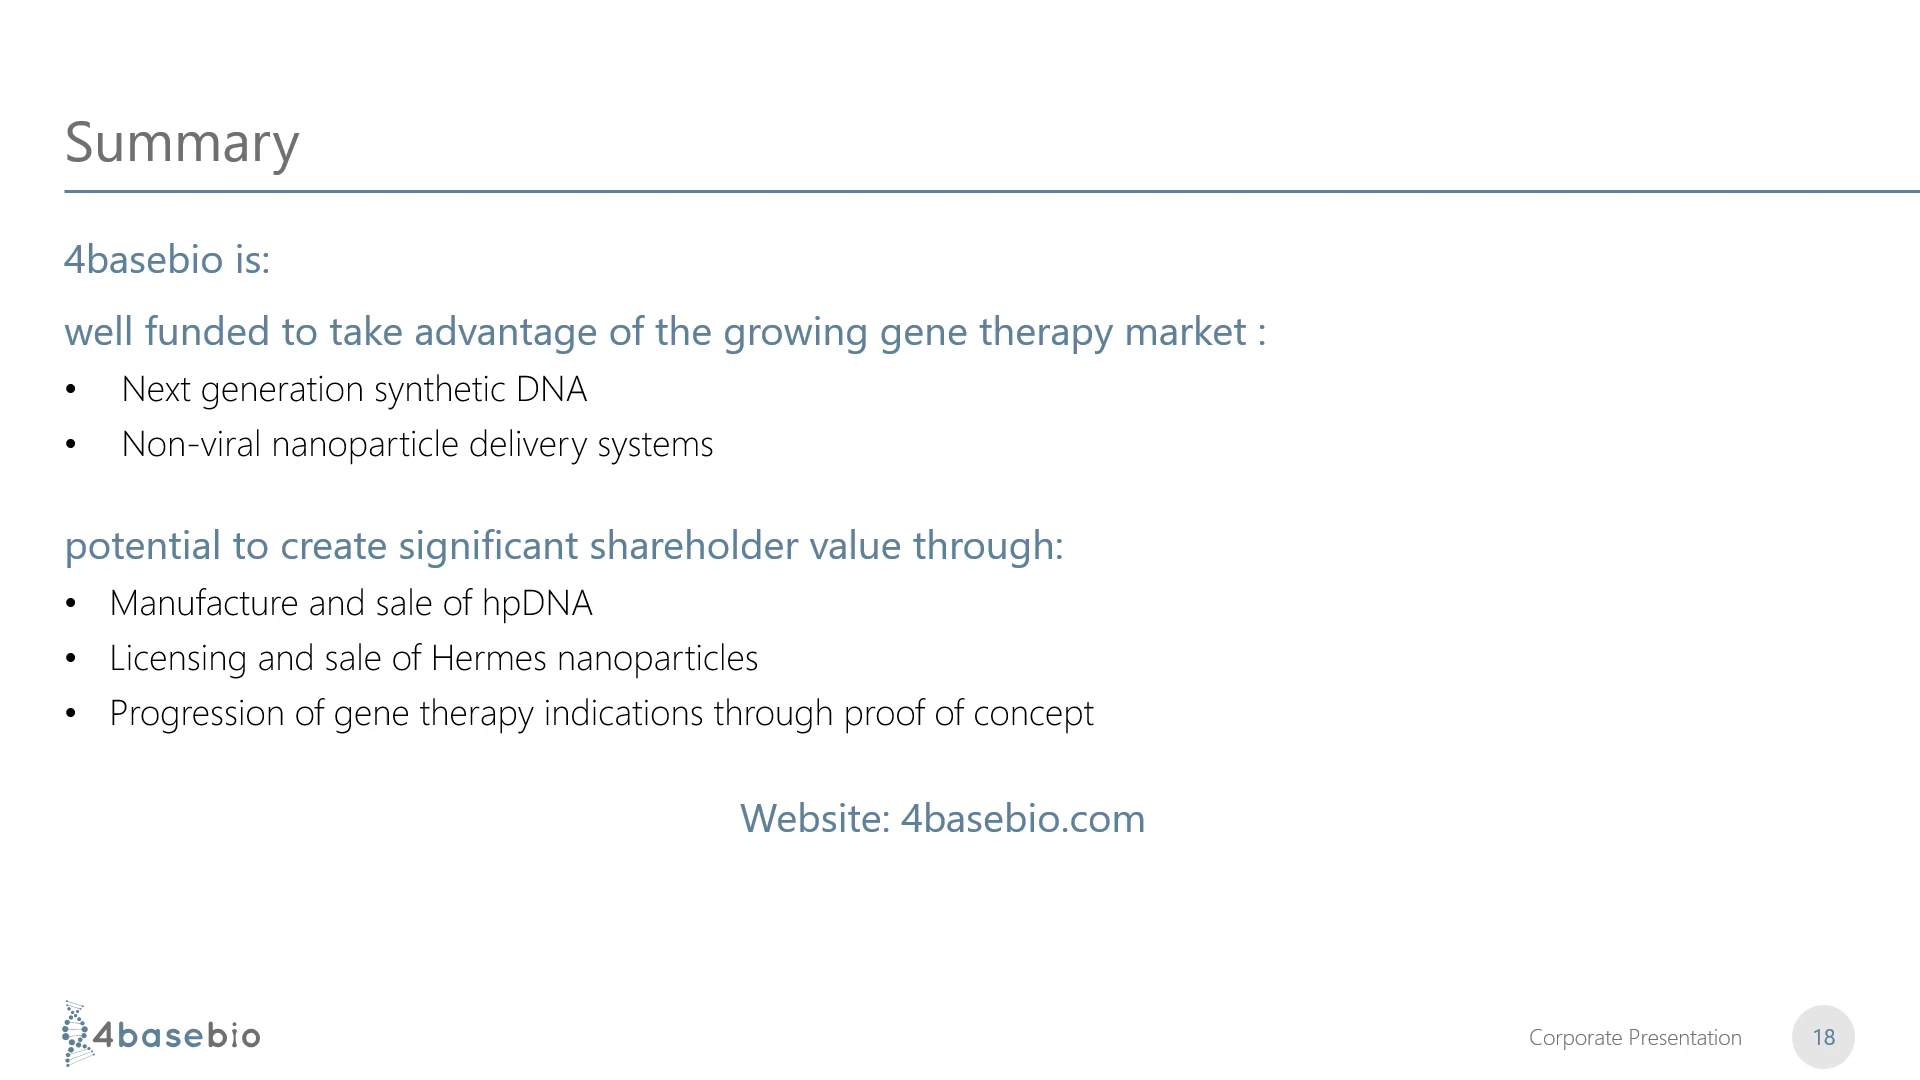 Summary
4basebio is:
well funded to take advantage of the growing gene therapy market :
• Next generation synthetic DNA
• Non-viral nanoparticle delivery systems
potential to create significant shareholder value through:
• Manufacture and sale of hpDNA
• Licensing and sale of Hermes nanoparticles
• Progression of gene therapy indications through proof of concept
Website: 4basebio.com
4basebio
Corporate Presentation
18